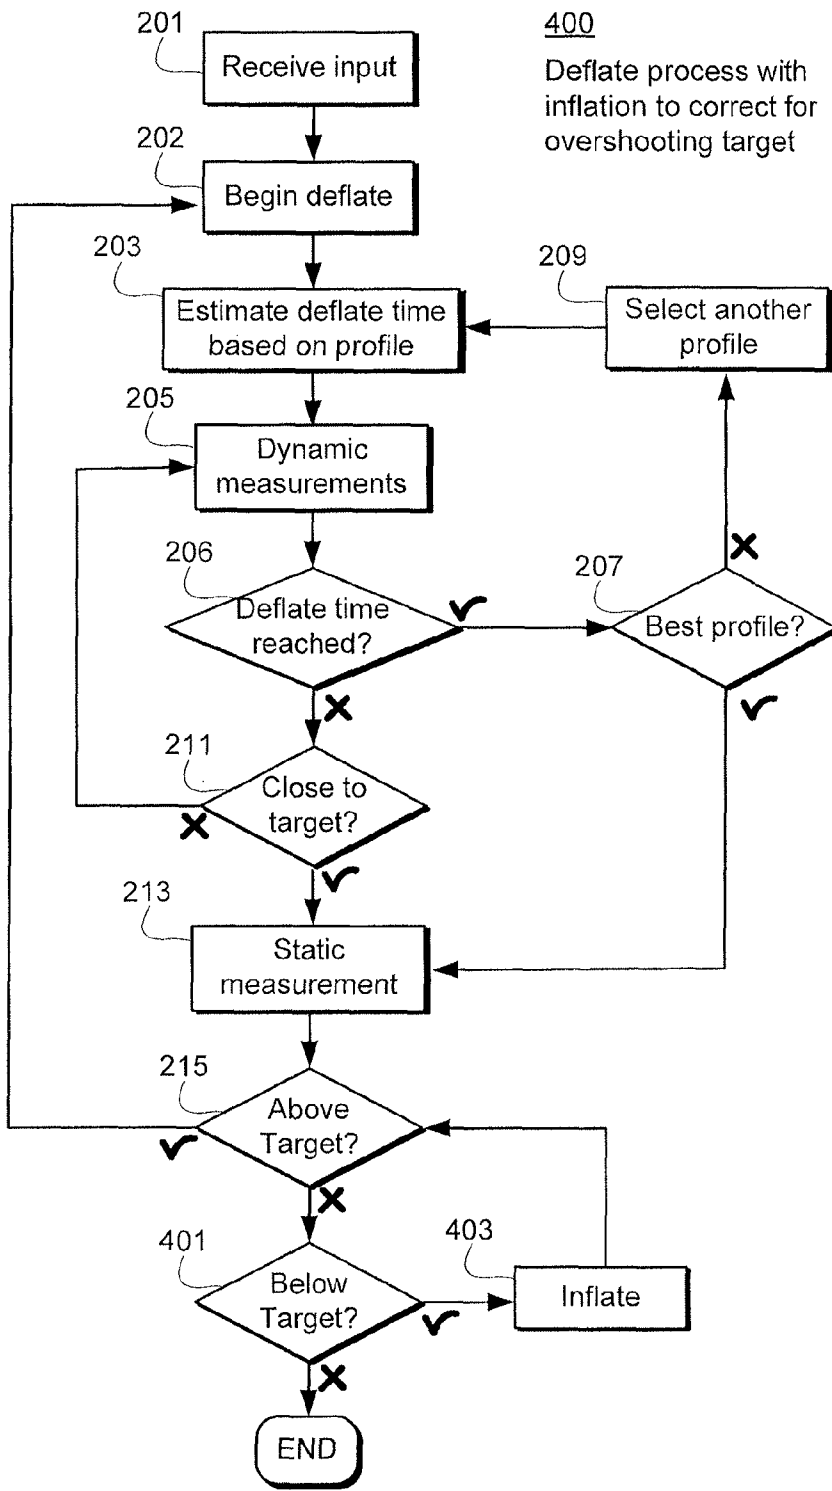 400
Deflate process with
inflation to correct for
overshooting target
201
Receive input
202
Begin deflate
203
Estimate deflate time
based on profile
209
Select another
profile
205
Dynamic
measurements
206
Deflate time
reached?
207
Best profile?
211
Close to
target?
213
Static
measurement
215
Above
Target?
401
Below
Target?
403
Inflate
END